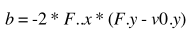 b = -2 * F..x * (F.y - v0.y)